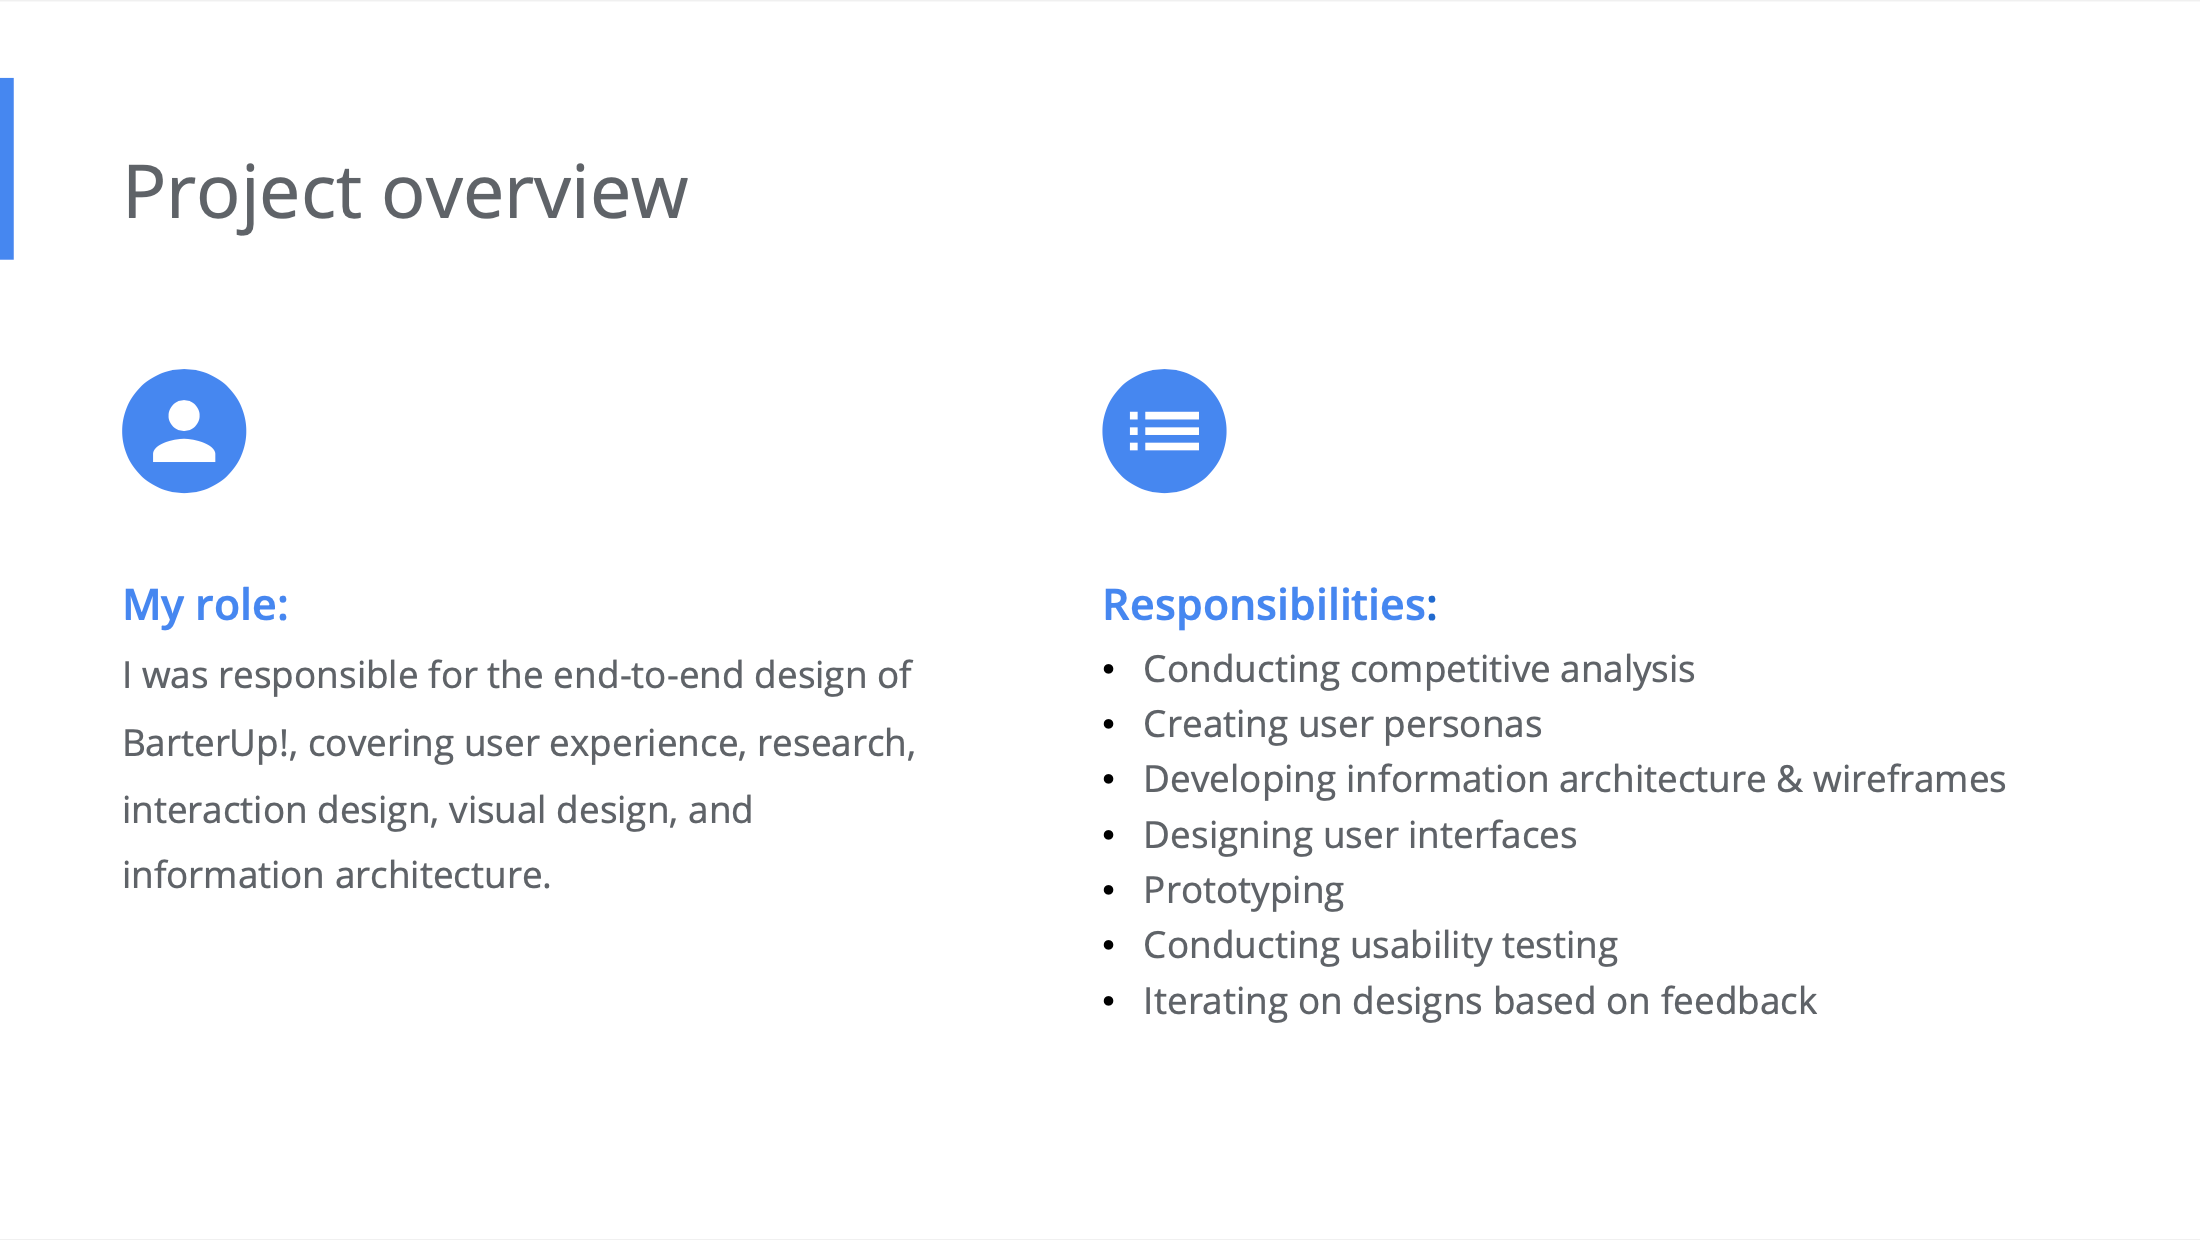 Project overview
My role:
I was responsible for the end-to-end design of
BarterUp!, covering user experience, research,
interaction design, visual design, and
information architecture.
Responsibilities:
• Conducting competitive analysis
• Creating user personas
• Developing information architecture & wireframes
• Designing user interfaces
• Prototyping
• Conducting usability testing
• Iterating on designs based on feedback